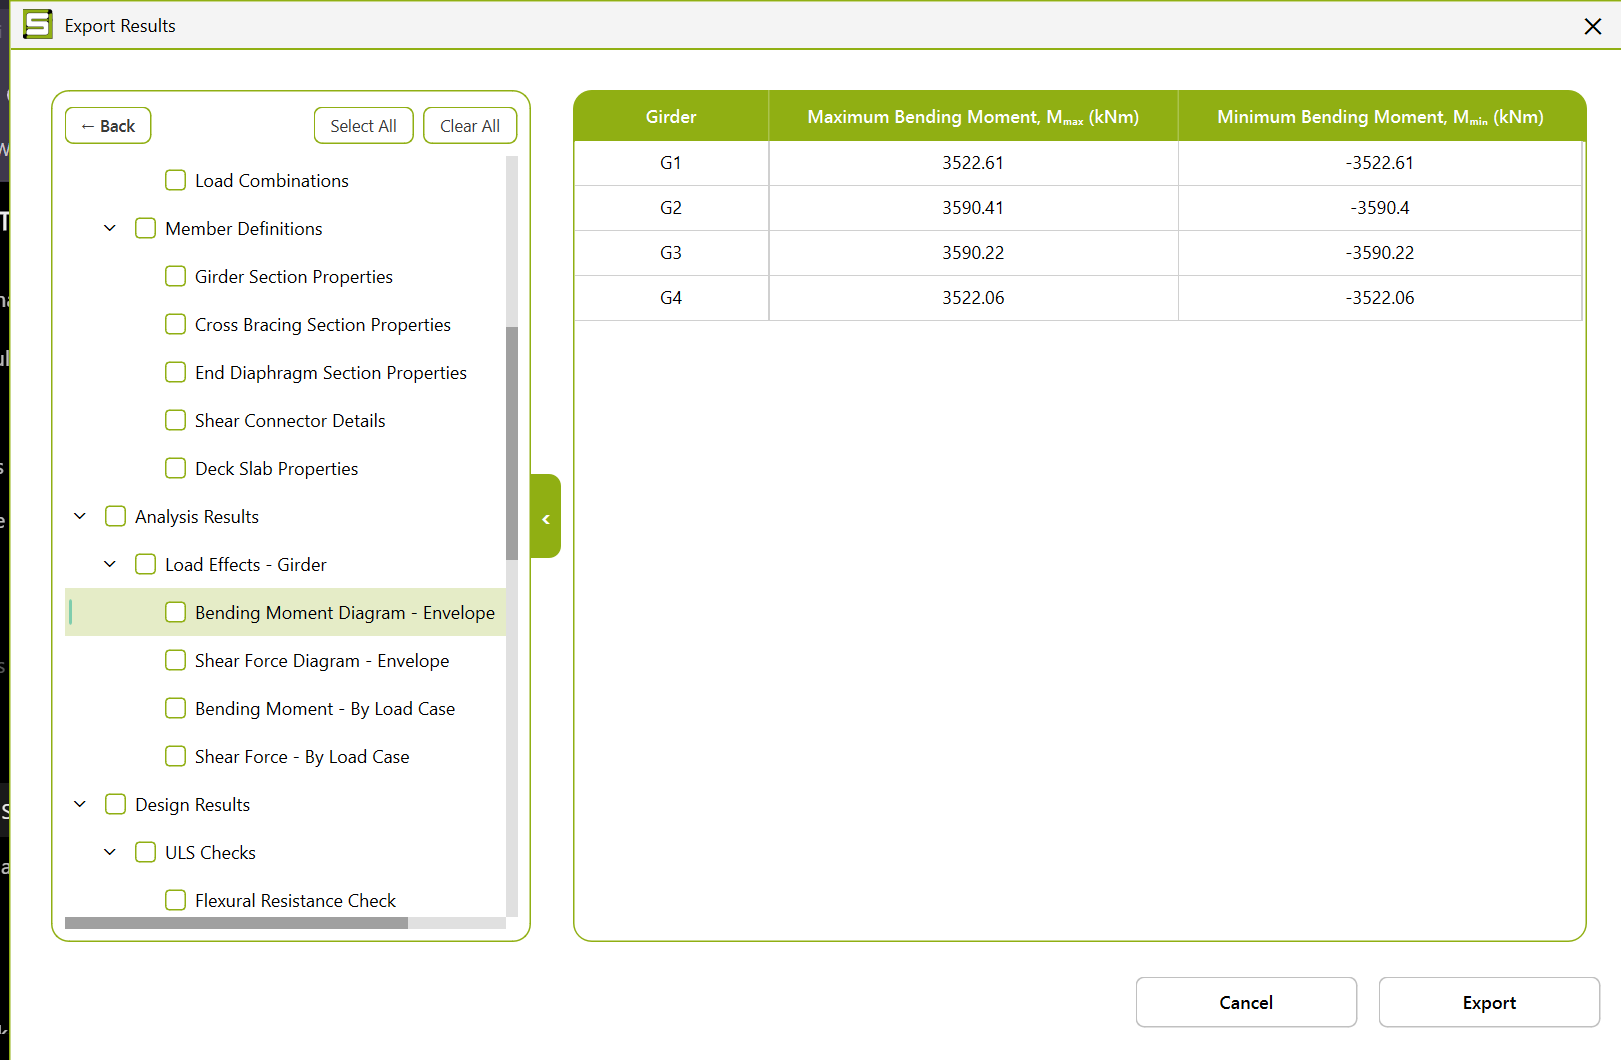 Export Results
← Back
Select All
Clear All
Load Combinations
Member Definitions
Girder Section Properties
Cross Bracing Section Properties
End Diaphragm Section Properties
Shear Connector Details
Deck Slab Properties
Analysis Results
Load Effects - Girder
Bending Moment Diagram - Envelope
Shear Force Diagram - Envelope
Bending Moment - By Load Case
Shear Force - By Load Case
Design Results
ULS Checks
Flexural Resistance Check
Girder Maximum Bending Moment, Mₘₐₓ (kNm) Minimum Bending Moment, Mₘᵢₙ (kNm)
G1 3522.61 -3522.61
G2 3590.41 -3590.4
G3 3590.22 -3590.22
G4 3522.06 -3522.06
Cancel
Export